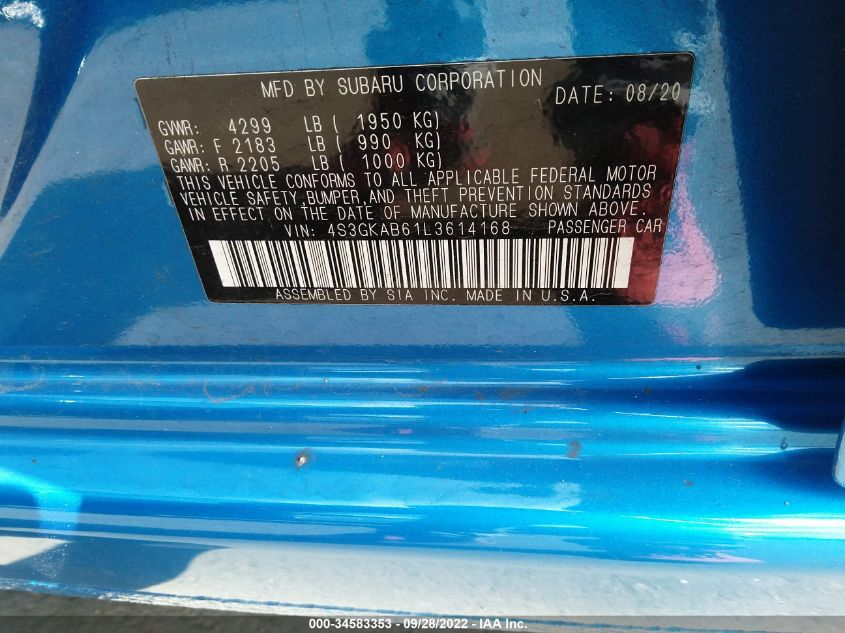 MFD BY SUBARU CORPORATION DATE: 08/20
GVWR: 4299 LB ( 1950 KG)
GAWR: F 2183 LB ( 990 KG)
GAWR: R 2205 LB ( 1000 KG)
THIS VEHICLE CONFORMS TO ALL APPLICABLE FEDERAL MOTOR
VEHICLE SAFETY, BUMPER, AND THEFT PREVENTION STANDARDS
IN EFFECT ON THE DATE OF MANUFACTURE SHOWN ABOVE.
VIN: 4S3GKAB61L3614168 PASSENGER CAR
ASSEMBLED BY SIA INC. MADE IN U.S.A.
000-34583353 - 09/28/2022 - IAA Inc.